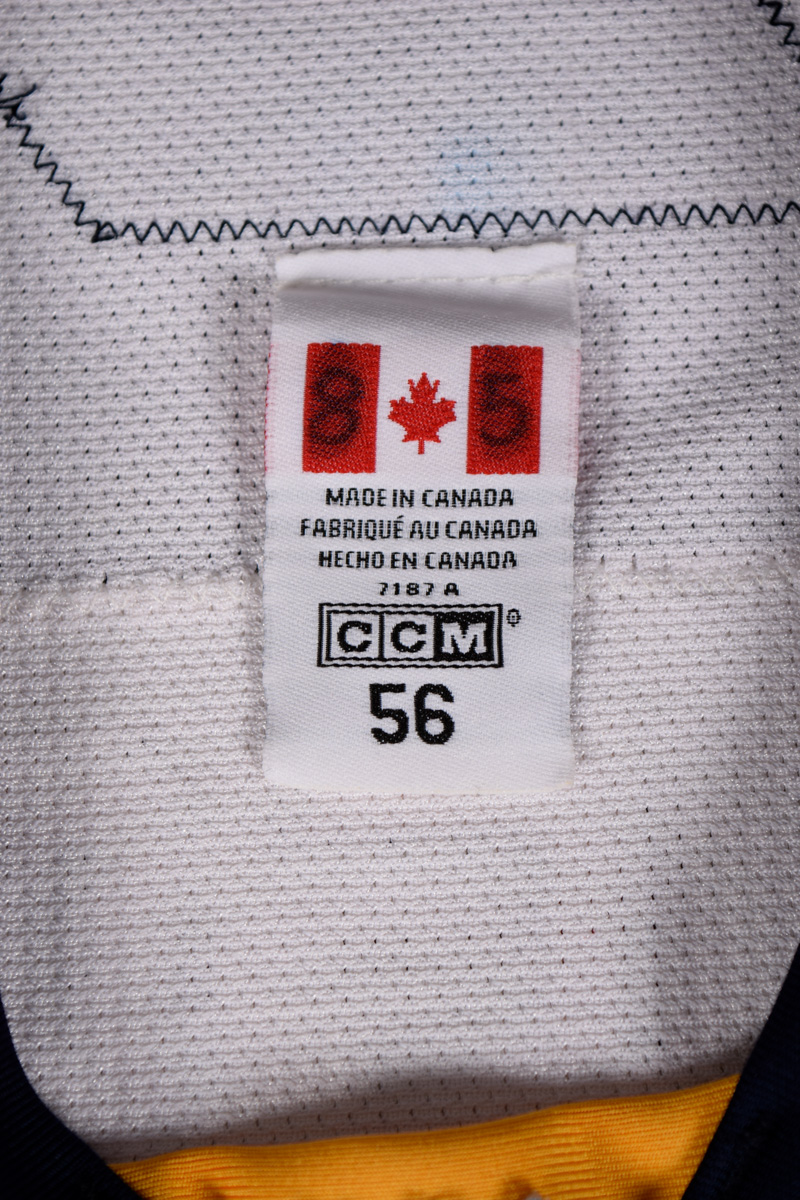 8 5
MADE IN CANADA
FABRIQUÉ AU CANADA
HECHO EN CANADA
7187 A
CCM®
56